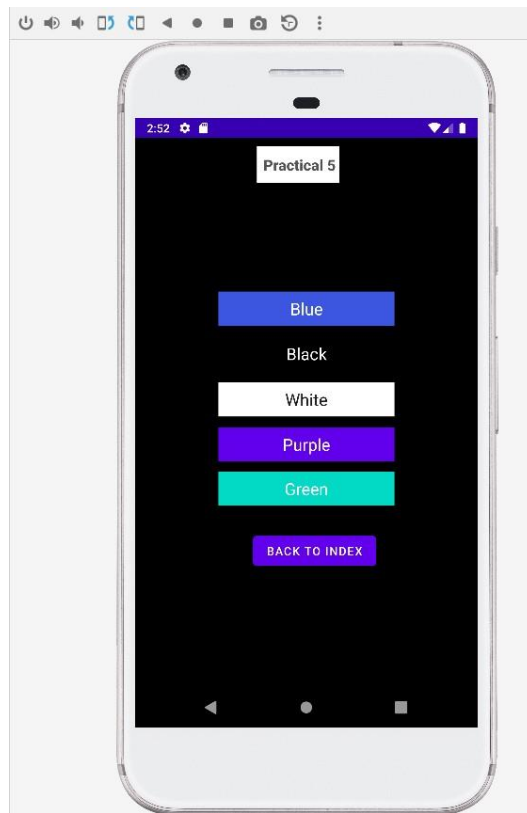 2:52
Practical 5
Blue
Black
White
Purple
Green
BACK TO INDEX